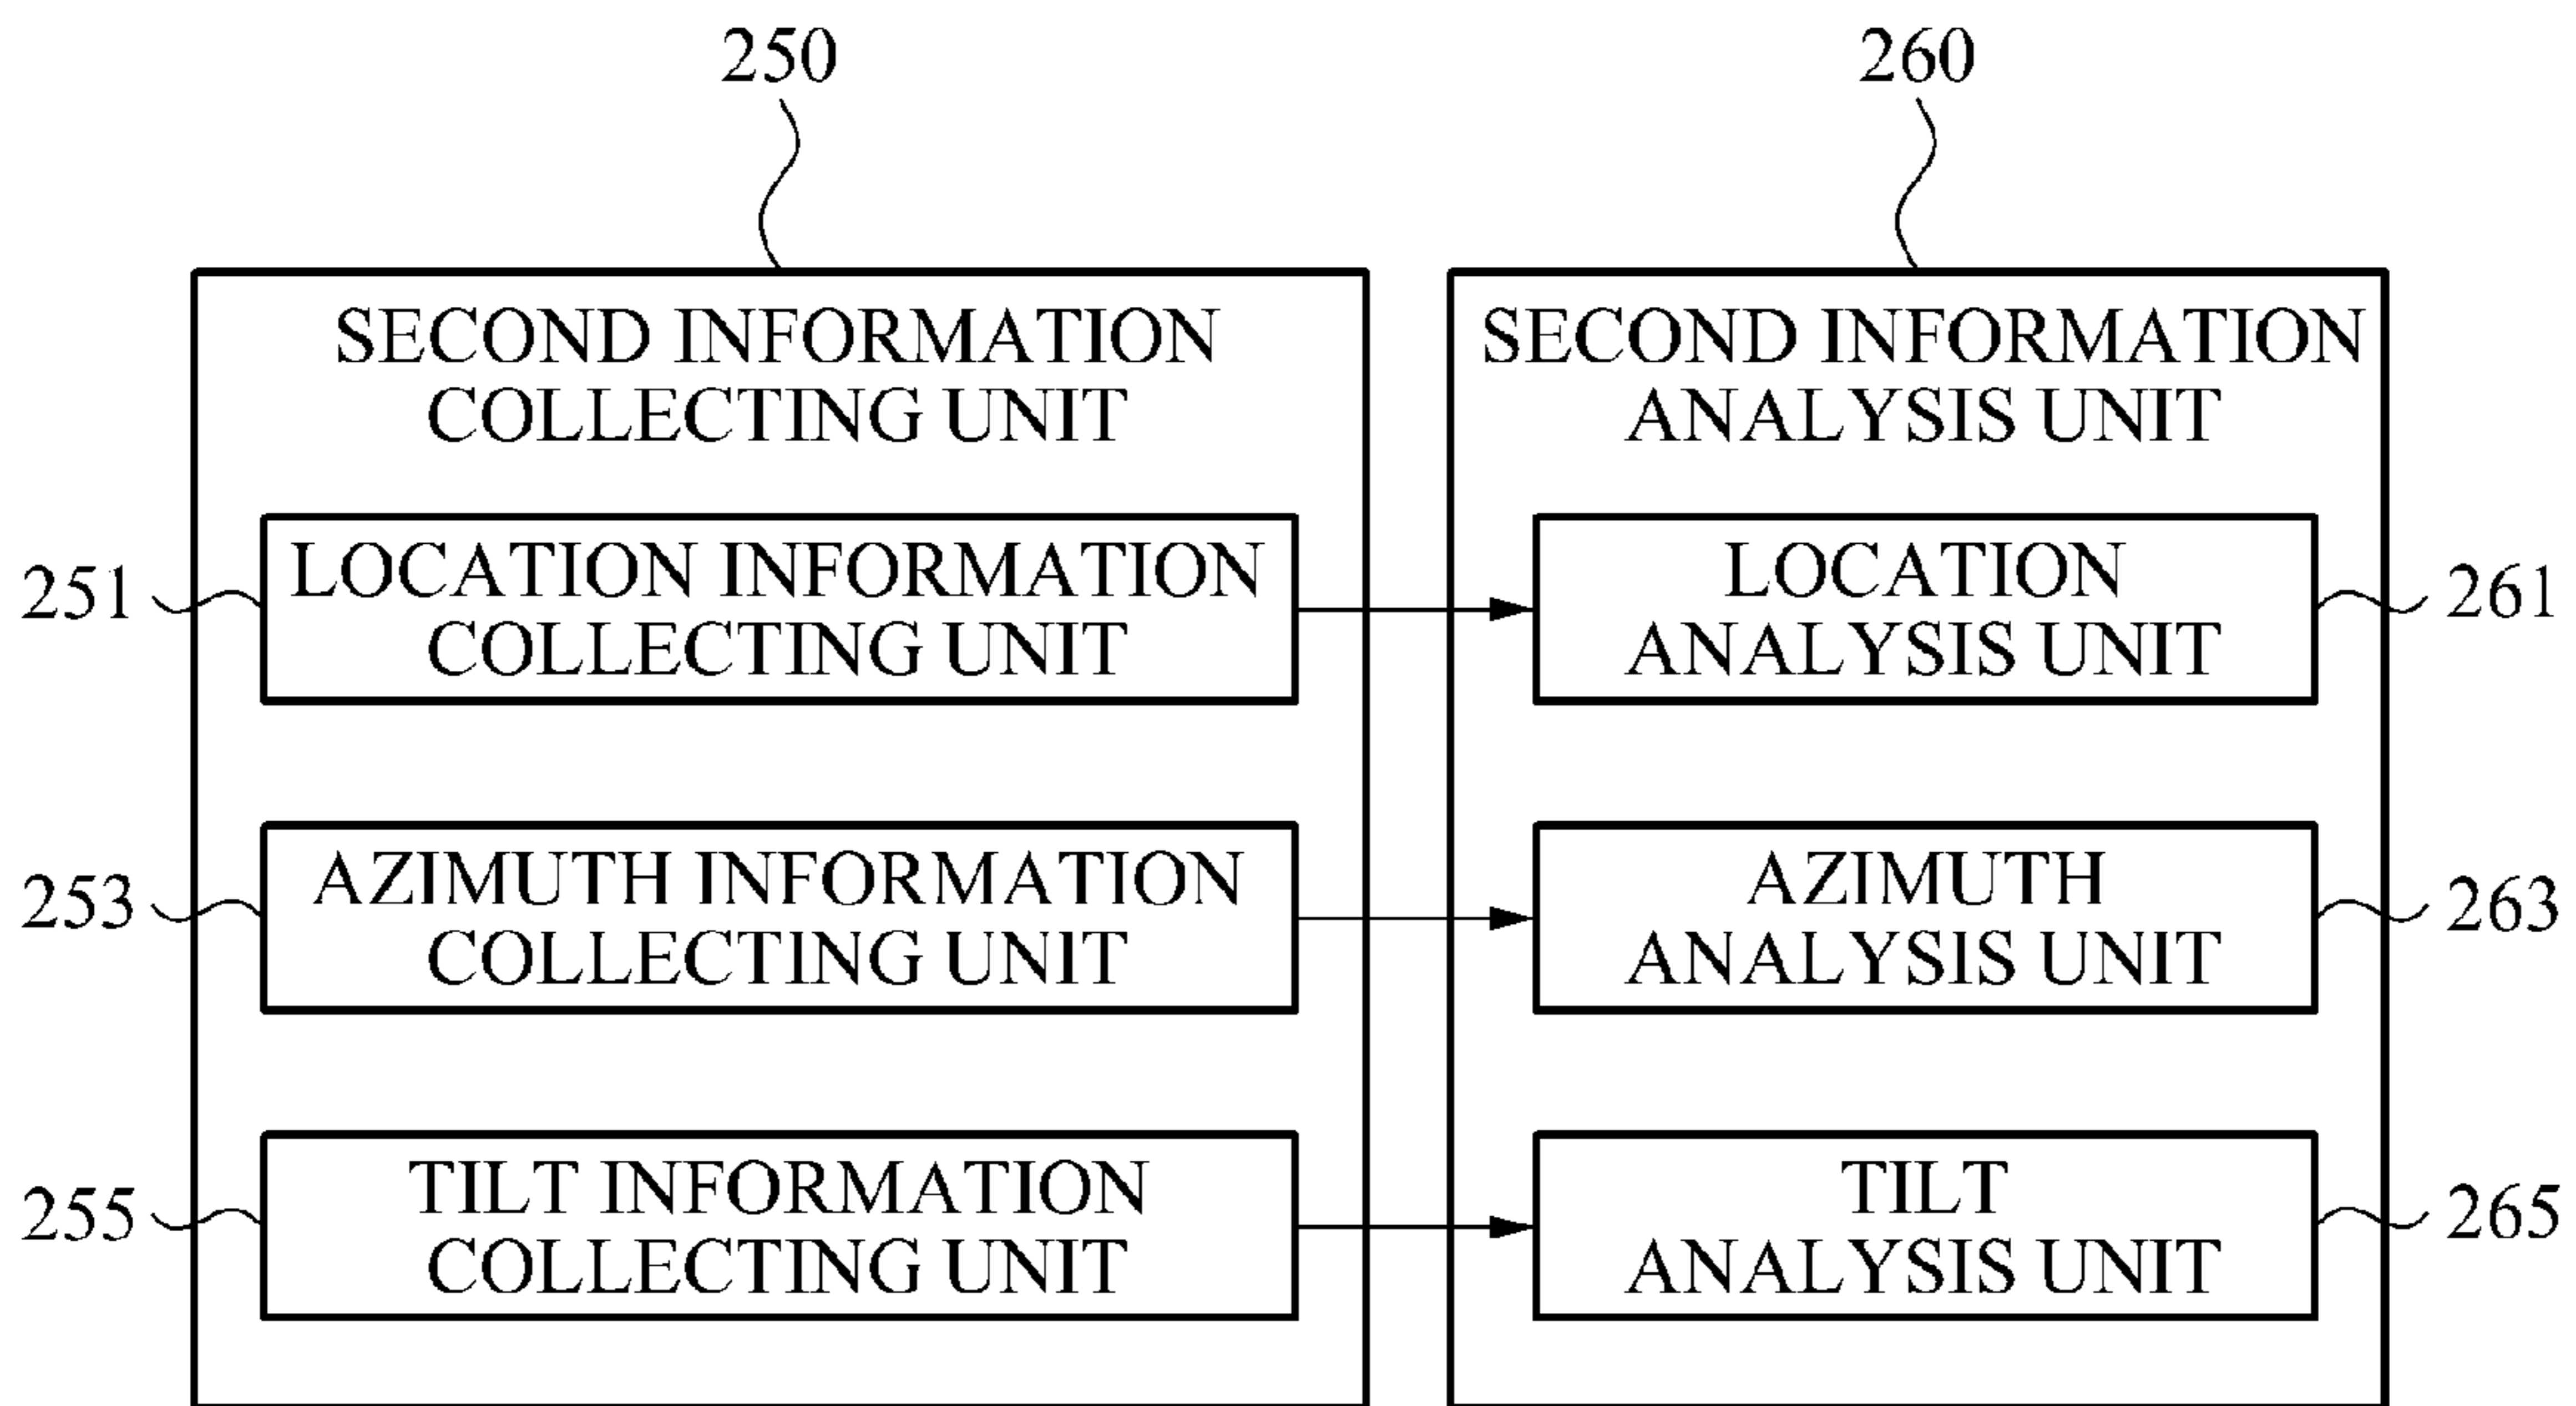 250
260
SECOND INFORMATION
COLLECTING UNIT
SECOND INFORMATION
ANALYSIS UNIT
251
LOCATION INFORMATION
COLLECTING UNIT
LOCATION
ANALYSIS UNIT
261
253
AZIMUTH INFORMATION
COLLECTING UNIT
AZIMUTH
ANALYSIS UNIT
263
255
TILT INFORMATION
COLLECTING UNIT
TILT
ANALYSIS UNIT
265